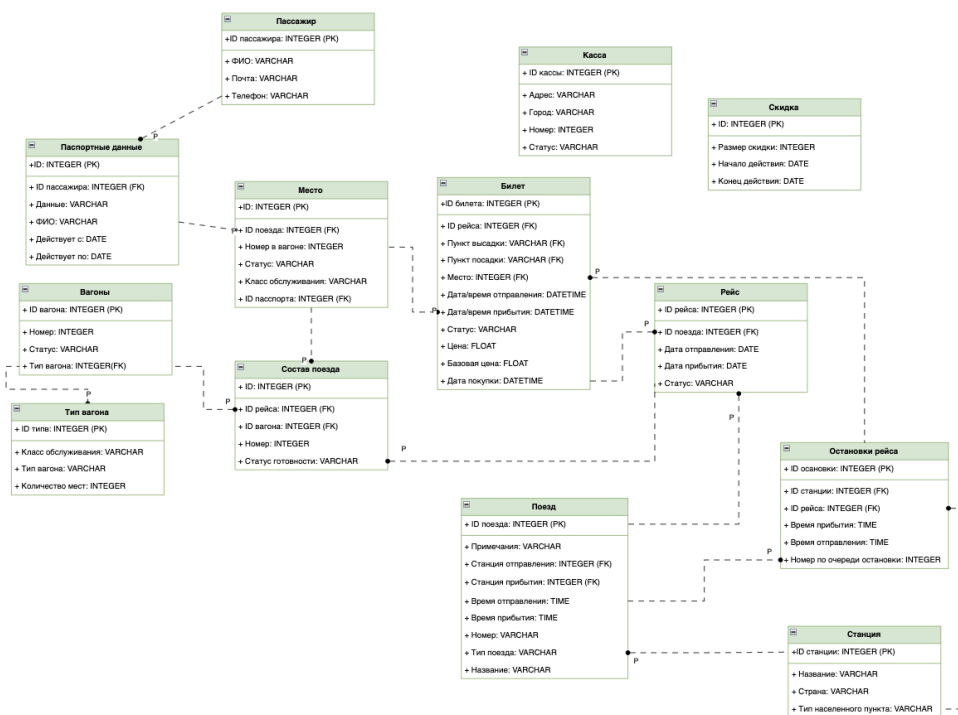 Пассажир
+ID пассажира: INTEGER (PK)
+ ФИО: VARCHAR
+ Почта: VARCHAR
+ Телефон: VARCHAR
P
Касса
+ ID кассы: INTEGER (PK)
+ Адрес: VARCHAR
+ Город: VARCHAR
+ Номер: INTEGER
+ Статус: VARCHAR
Скидка
+ ID: INTEGER (PK)
+ Размер скидки: INTEGER
+ Начало действия: DATE
+ Конец действия: DATE
Паспортные данные
+ID: INTEGER (PK)
+ ID пассажира: INTEGER (FK)
+ Данные: VARCHAR
+ ФИО: VARCHAR
+ Действует с: DATE
+ Действует по: DATE
P
Место
+ID: INTEGER (PK)
+ ID поезда: INTEGER (FK)
+ Номер в вагоне: INTEGER
+ Статус: VARCHAR
+ Класс обслуживания: VARCHAR
+ ID пасспорта: INTEGER (FK)
P
Билет
+ID билета: INTEGER (PK)
+ ID рейса: INTEGER (FK)
+ Пункт высадки: VARCHAR (FK)
+ Пункт посадки: VARCHAR (FK)
+ Место: INTEGER (FK)
+ Дата/время отправления: DATETIME
+ Дата/время прибытия: DATETIME
+ Статус: VARCHAR
+ Цена: FLOAT
+ Базовая цена: FLOAT
+ Дата покупки: DATETIME
P
P
Рейс
+ ID рейса: INTEGER (PK)
+ ID поезда: INTEGER (FK)
+ Дата отправления: DATE
+ Дата прибытия: DATE
+ Статус: VARCHAR
P
P
Вагоны
+ ID вагона: INTEGER (PK)
+ Номер: INTEGER
+ Статус: VARCHAR
+ Тип вагона: INTEGER(FK)
P
Тип вагона
+ ID типв: INTEGER (PK)
+ Класс обслуживания: VARCHAR
+ Тип вагона: VARCHAR
+ Количество мест: INTEGER
P
Состав поезда
+ ID: INTEGER (PK)
+ ID рейса: INTEGER (FK)
+ ID вагона: INTEGER (FK)
+ Номер: INTEGER
+ Статус готовности: VARCHAR
P
P
Остановки рейса
+ ID осановки: INTEGER (PK)
+ ID станции: INTEGER (FK)
+ ID рейса: INTEGER (FK)
+ Время прибытия: TIME
+ Время отправления: TIME
+ Номер по очереди остановки: INTEGER
Поезд
+ ID поезда: INTEGER (PK)
+ Примечания: VARCHAR
+ Станция отправления: INTEGER (FK)
+ Станция прибытия: INTEGER (FK)
+ Время отправления: TIME
+ Время прибытия: TIME
+ Номер: VARCHAR
+ Тип поезда: VARCHAR
+ Название: VARCHAR
P
Станция
+ID станции: INTEGER (PK)
+ Название: VARCHAR
+ Страна: VARCHAR
+ Тип населенного пункта: VARCHAR